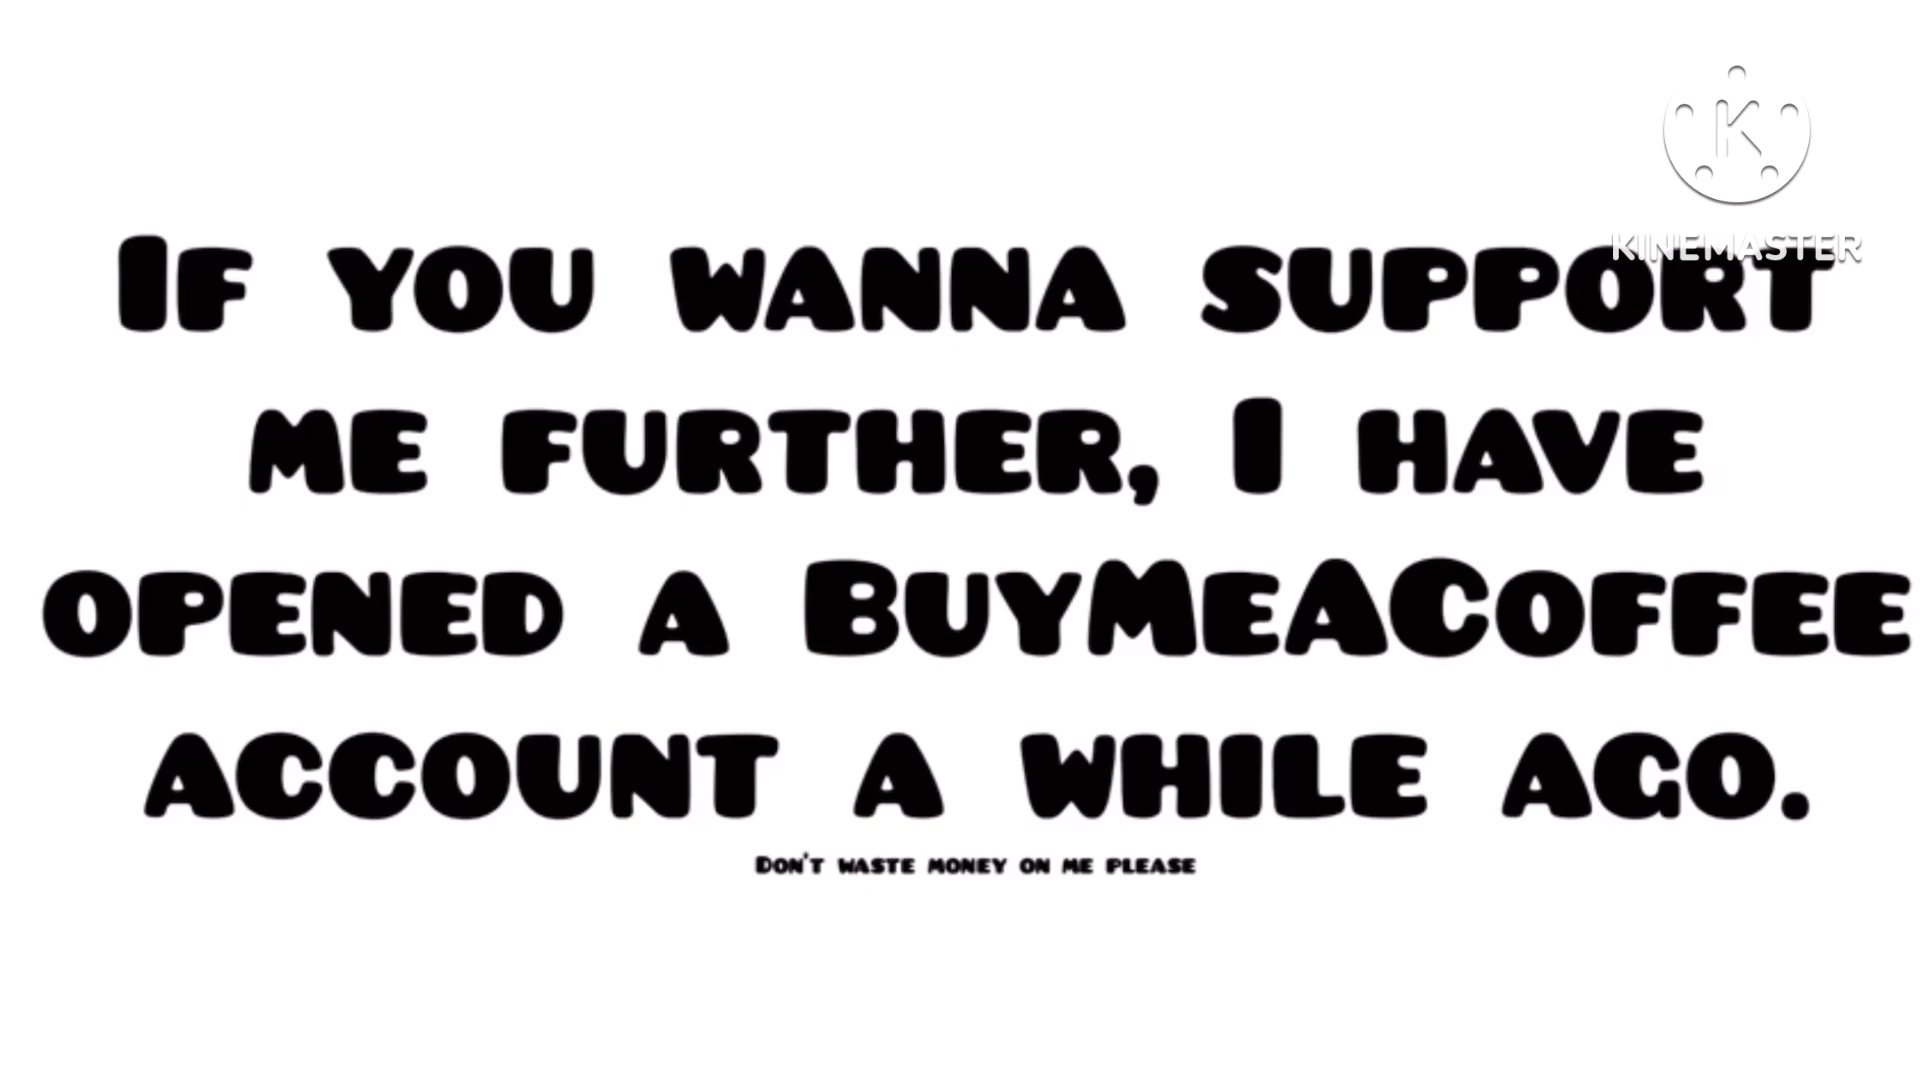 KINEMASTER
If you wanna support
me further, I have
opened a BuyMeACoffee
account a while ago.
Don't waste money on me please